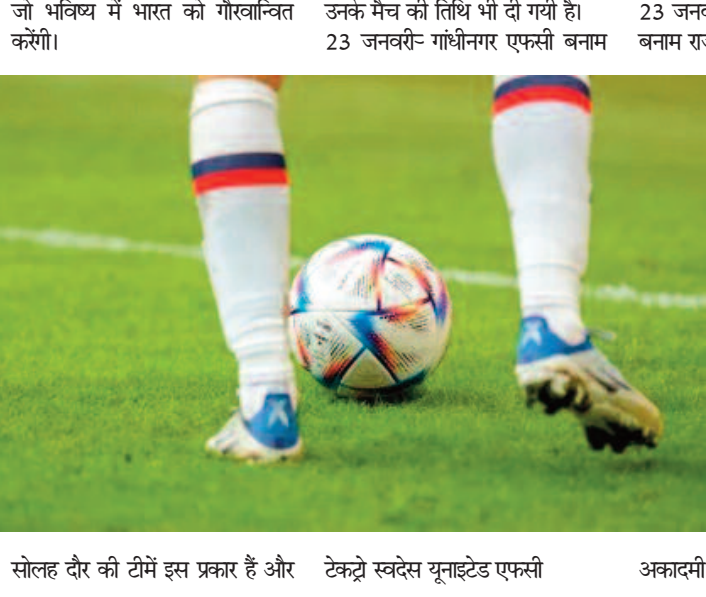 जो भविष्य में भारत को गौरवान्वित
करेंगी।
सोलह दौर की टीमें इस प्रकार हैं और
उनके मैच की तिथि भी दी गयी है।
23 जनवरी- गांधीनगर एफसी बनाम
टेकट्रो स्वदेस यूनाइटेड एफसी
23
बनाम
अकादमी